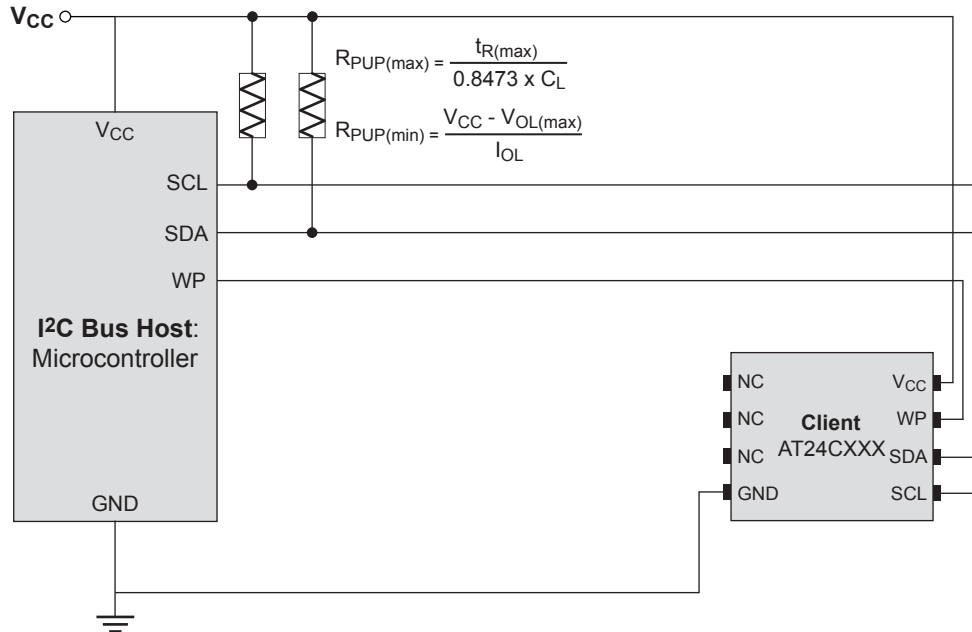 VCC
RPUP(max) = tR(max) / 0.8473 x CL
RPUP(min) = VCC - VOL(max) / IOL
VCC
SCL
SDA
WP
I²C Bus Host:
Microcontroller
GND
NC
NC
NC
GND
Client
AT24CXXX
VCC
WP
SDA
SCL